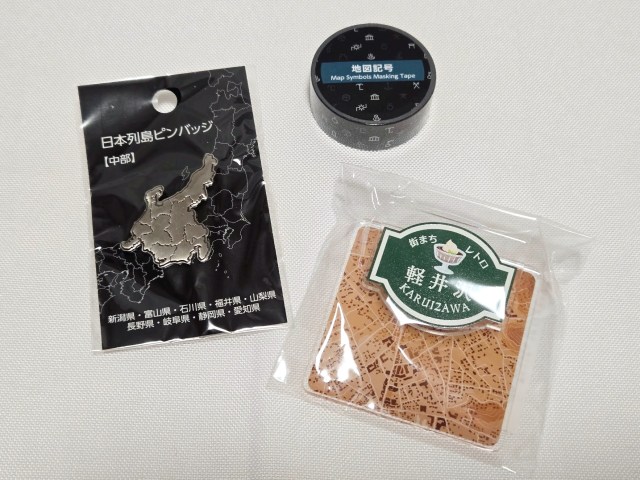 日本列島ピンバッジ
【中部】
新潟県・富山県・石川県・福井県・山梨県
長野県・岐阜県・静岡県・愛知県
地図記号
Map Symbols Masking Tape
街まち レトロ
軽井沢
KARUIZAWA